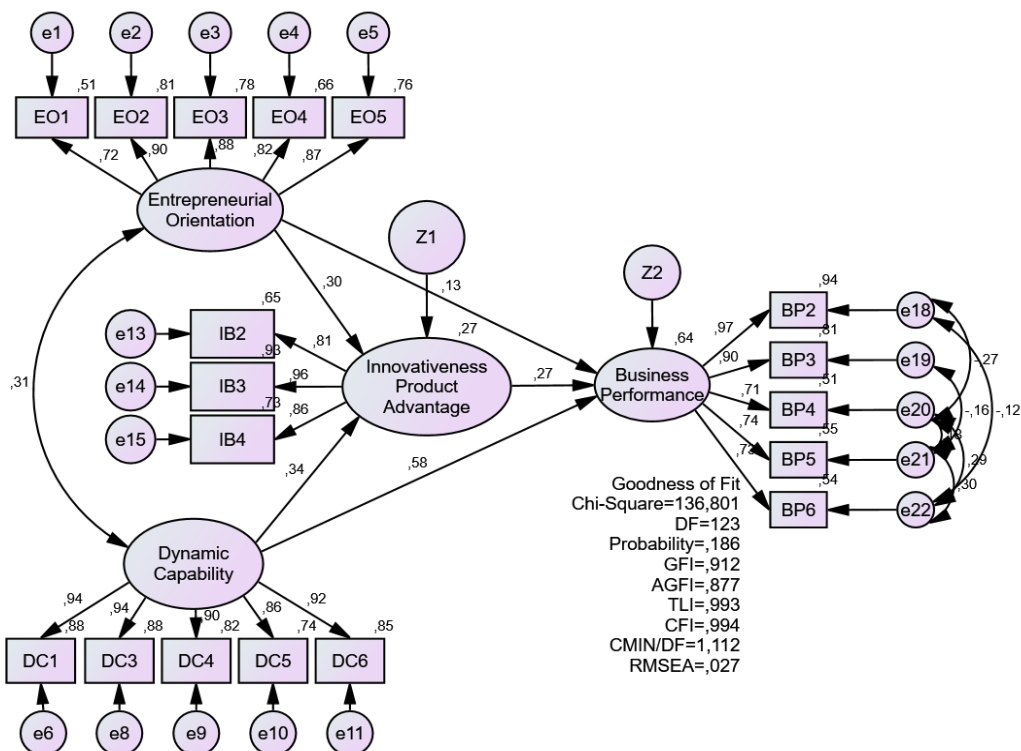 e1 e2 e3 e4 e5
,51 ,81 ,78 ,66 ,76
EO1 EO2 EO3 EO4 EO5
,72 ,90 ,88 ,82 ,87
Entrepreneurial
Orientation
Z1
Z2
,30
,13
,31
,65
e13 IB2
,81
,93
e14 IB3
,96
,73
e15 IB4
,86
,27
Innovativeness
Product
Advantage
,27
,34
,58
,64
Business
Performance
,94
,97 BP2 e18
,81
,90 BP3 e19
,51
,71 BP4 e20
,55
,74 BP5 e21
,54
,73 BP6 e22
-,27
-,16 -,12
,29
,30
Goodness of Fit
Chi-Square=136,801
DF=123
Probability=,186
GFI=,912
AGFI=,877
TLI=,993
CFI=,994
CMIN/DF=1,112
RMSEA=,027
Dynamic
Capability
,94 ,94 ,90 ,86 ,92
,88 ,88 ,82 ,74 ,85
DC1 DC3 DC4 DC5 DC6
e6 e8 e9 e10 e11